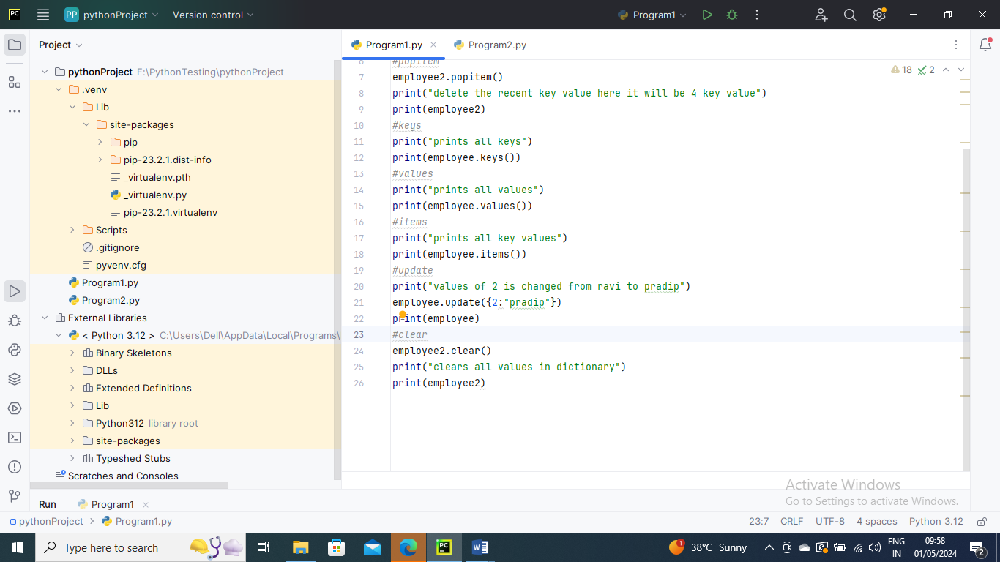 PC
PP pythonProject
Version control
Program1
Project
Program1.py
Program2.py
pythonProject F:\PythonTesting\pythonProject
.venv
Lib
site-packages
pip
pip-23.2.1.dist-info
_virtualenv.pth
_virtualenv.py
pip-23.2.1.virtualenv
Scripts
.gitignore
pyvenv.cfg
Program1.py
Program2.py
External Libraries
< Python 3.12 > C:\Users\Dell\AppData\Local\Programs\
Binary Skeletons
DLLs
Extended Definitions
Lib
Python312 library root
site-packages
Typeshed Stubs
Scratches and Consoles
18 2
6 #popitem
7 employee2.popitem()
8 print("delete the recent key value here it will be 4 key value")
9 print(employee2)
10 #keys
11 print("prints all keys")
12 print(employee.keys())
13 #values
14 print("prints all values")
15 print(employee.values())
16 #items
17 print("prints all key values")
18 print(employee.items())
19 #update
20 print("values of 2 is changed from ravi to pradip")
21 employee.update({2:"pradip"})
22 print(employee)
23 #clear
24 employee2.clear()
25 print("clears all values in dictionary")
26 print(employee2)
Activate Windows
Go to Settings to activate Windows.
Run
Program1
pythonProject > Program1.py
23:7 CRLF UTF-8 4 spaces Python 3.12
Type here to search
PC
W
1
38°C Sunny
ENG
IN
09:58
01/05/2024
2